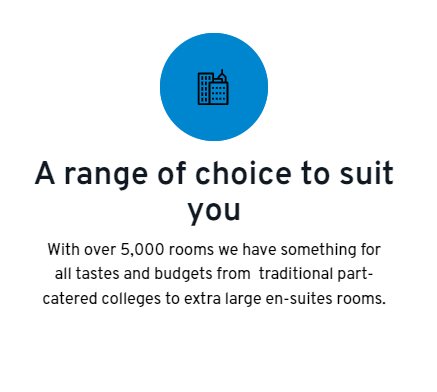 A range of choice to suit
you
With over 5,000 rooms we have something for
all tastes and budgets from  traditional part-
catered colleges to extra large en-suites rooms.